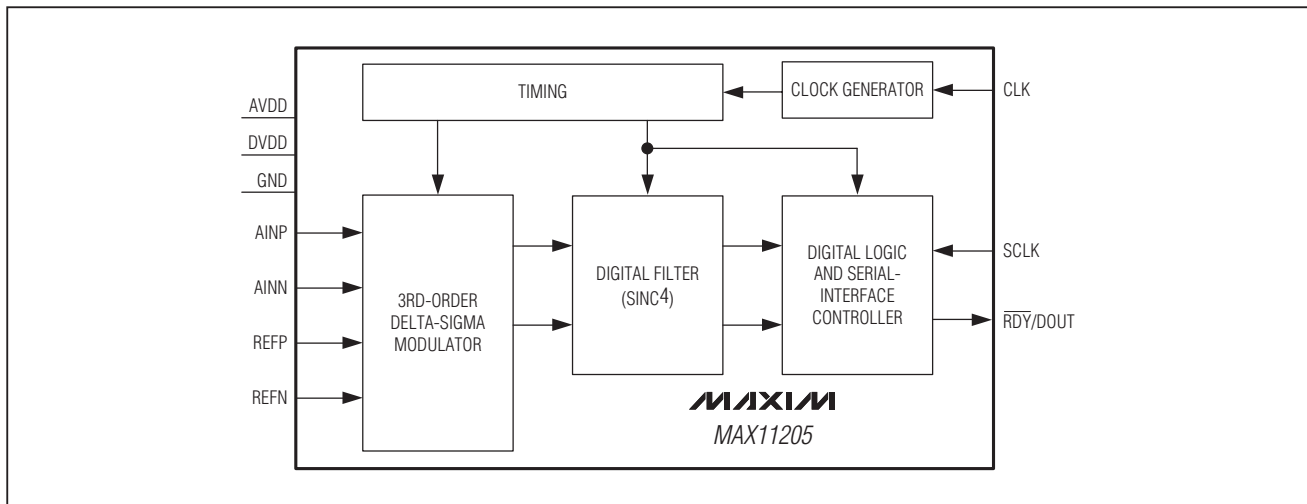 TIMING
CLOCK GENERATOR
CLK
AVDD
DVDD
GND
AINP
AINN
REFP
REFN
3RD-ORDER
DELTA-SIGMA
MODULATOR
DIGITAL FILTER
(SINC4)
DIGITAL LOGIC
AND SERIAL-
INTERFACE
CONTROLLER
SCLK
RDY/DOUT
MAXIM
MAX11205